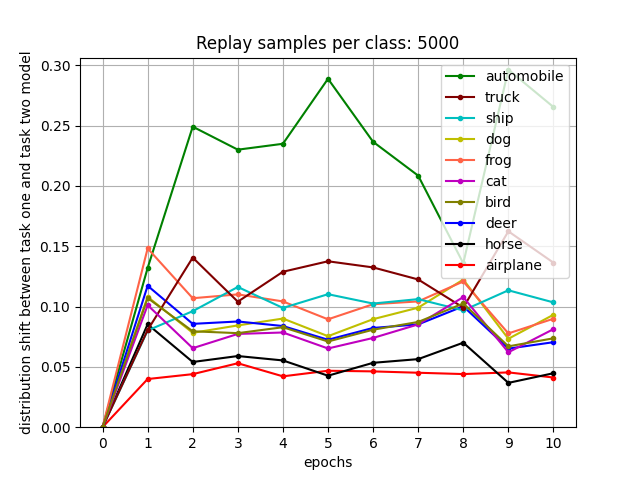 Replay samples per class: 5000
distribution shift between task one and task two model
0.30
0.25
0.20
0.15
0.10
0.05
0.00
automobile
truck
ship
dog
frog
cat
bird
deer
horse
airplane
0 1 2 3 4 5 6 7 8 9 10
epochs